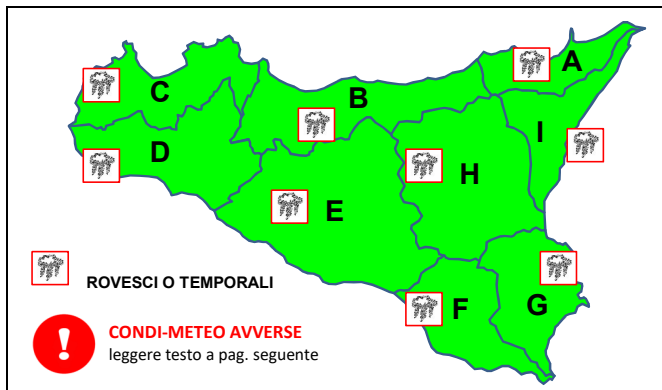 A
C
B
I
D
H
E
ROVESCI O TEMPORALI
F
G
!
CONDI-METEO AVVERSE
leggere testo a pag. seguente